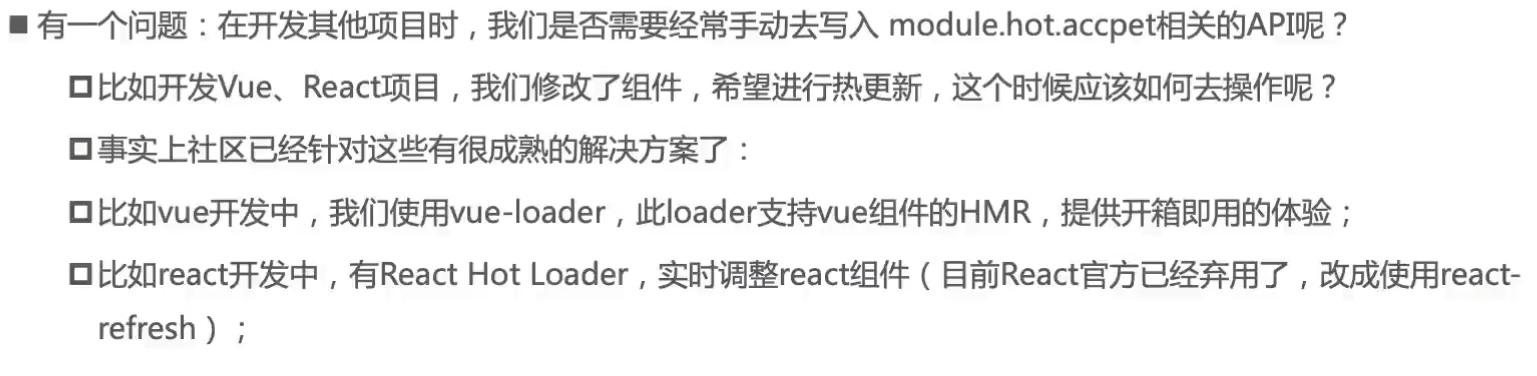 ■ 有一个问题：在开发其他项目时，我们是否需要经常手动去写入 module.hot.accpet相关的API呢？
比如开发Vue、React项目，我们修改了组件，希望进行热更新，这个时候应该如何去操作呢？
事实上社区已经针对这些有很成熟的解决方案了：
比如vue开发中，我们使用vue-loader，此loader支持vue组件的HMR，提供开箱即用的体验；
比如react开发中，有React Hot Loader，实时调整react组件（目前React官方已经弃用了，改成使用react-
refresh）；